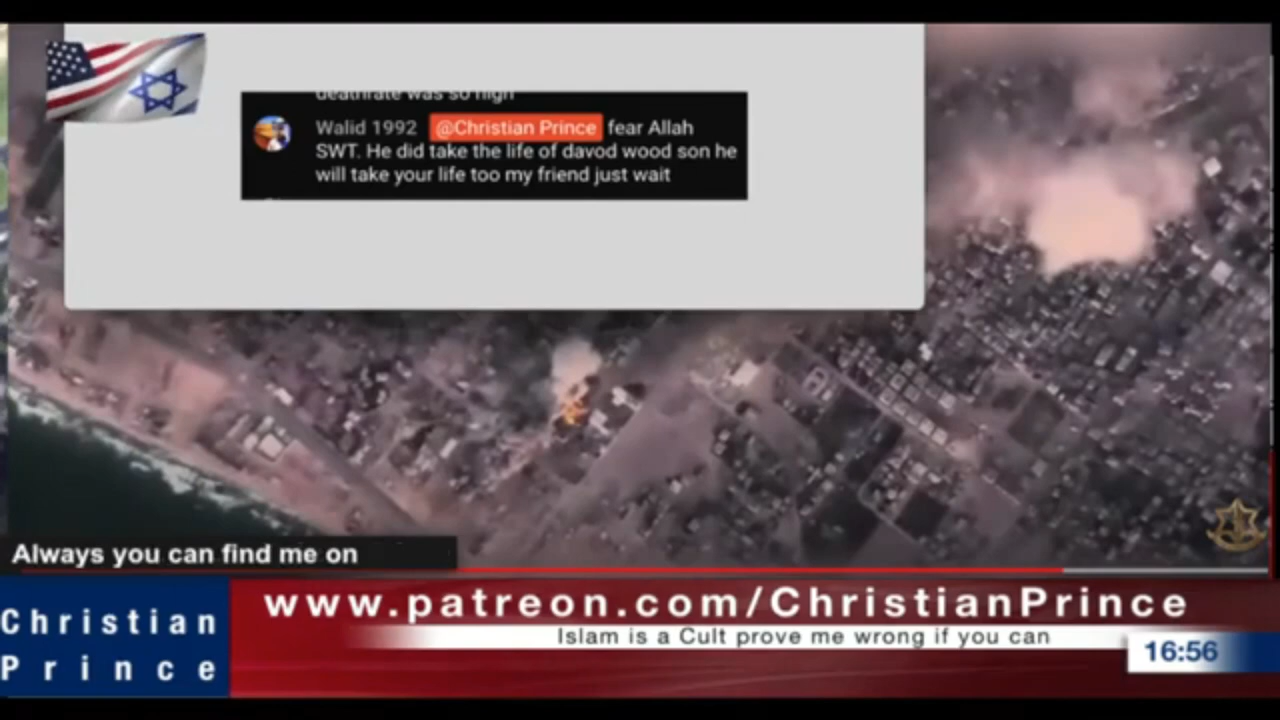 deathrate was so high
Walid 1992 @Christian Prince fear Allah
SWT. He did take the life of davod wood son he
will take your life too my friend just wait
Always you can find me on
Christian
Prince
www.patreon.com/ChristianPrince
Islam is a Cult prove me wrong if you can
16:56